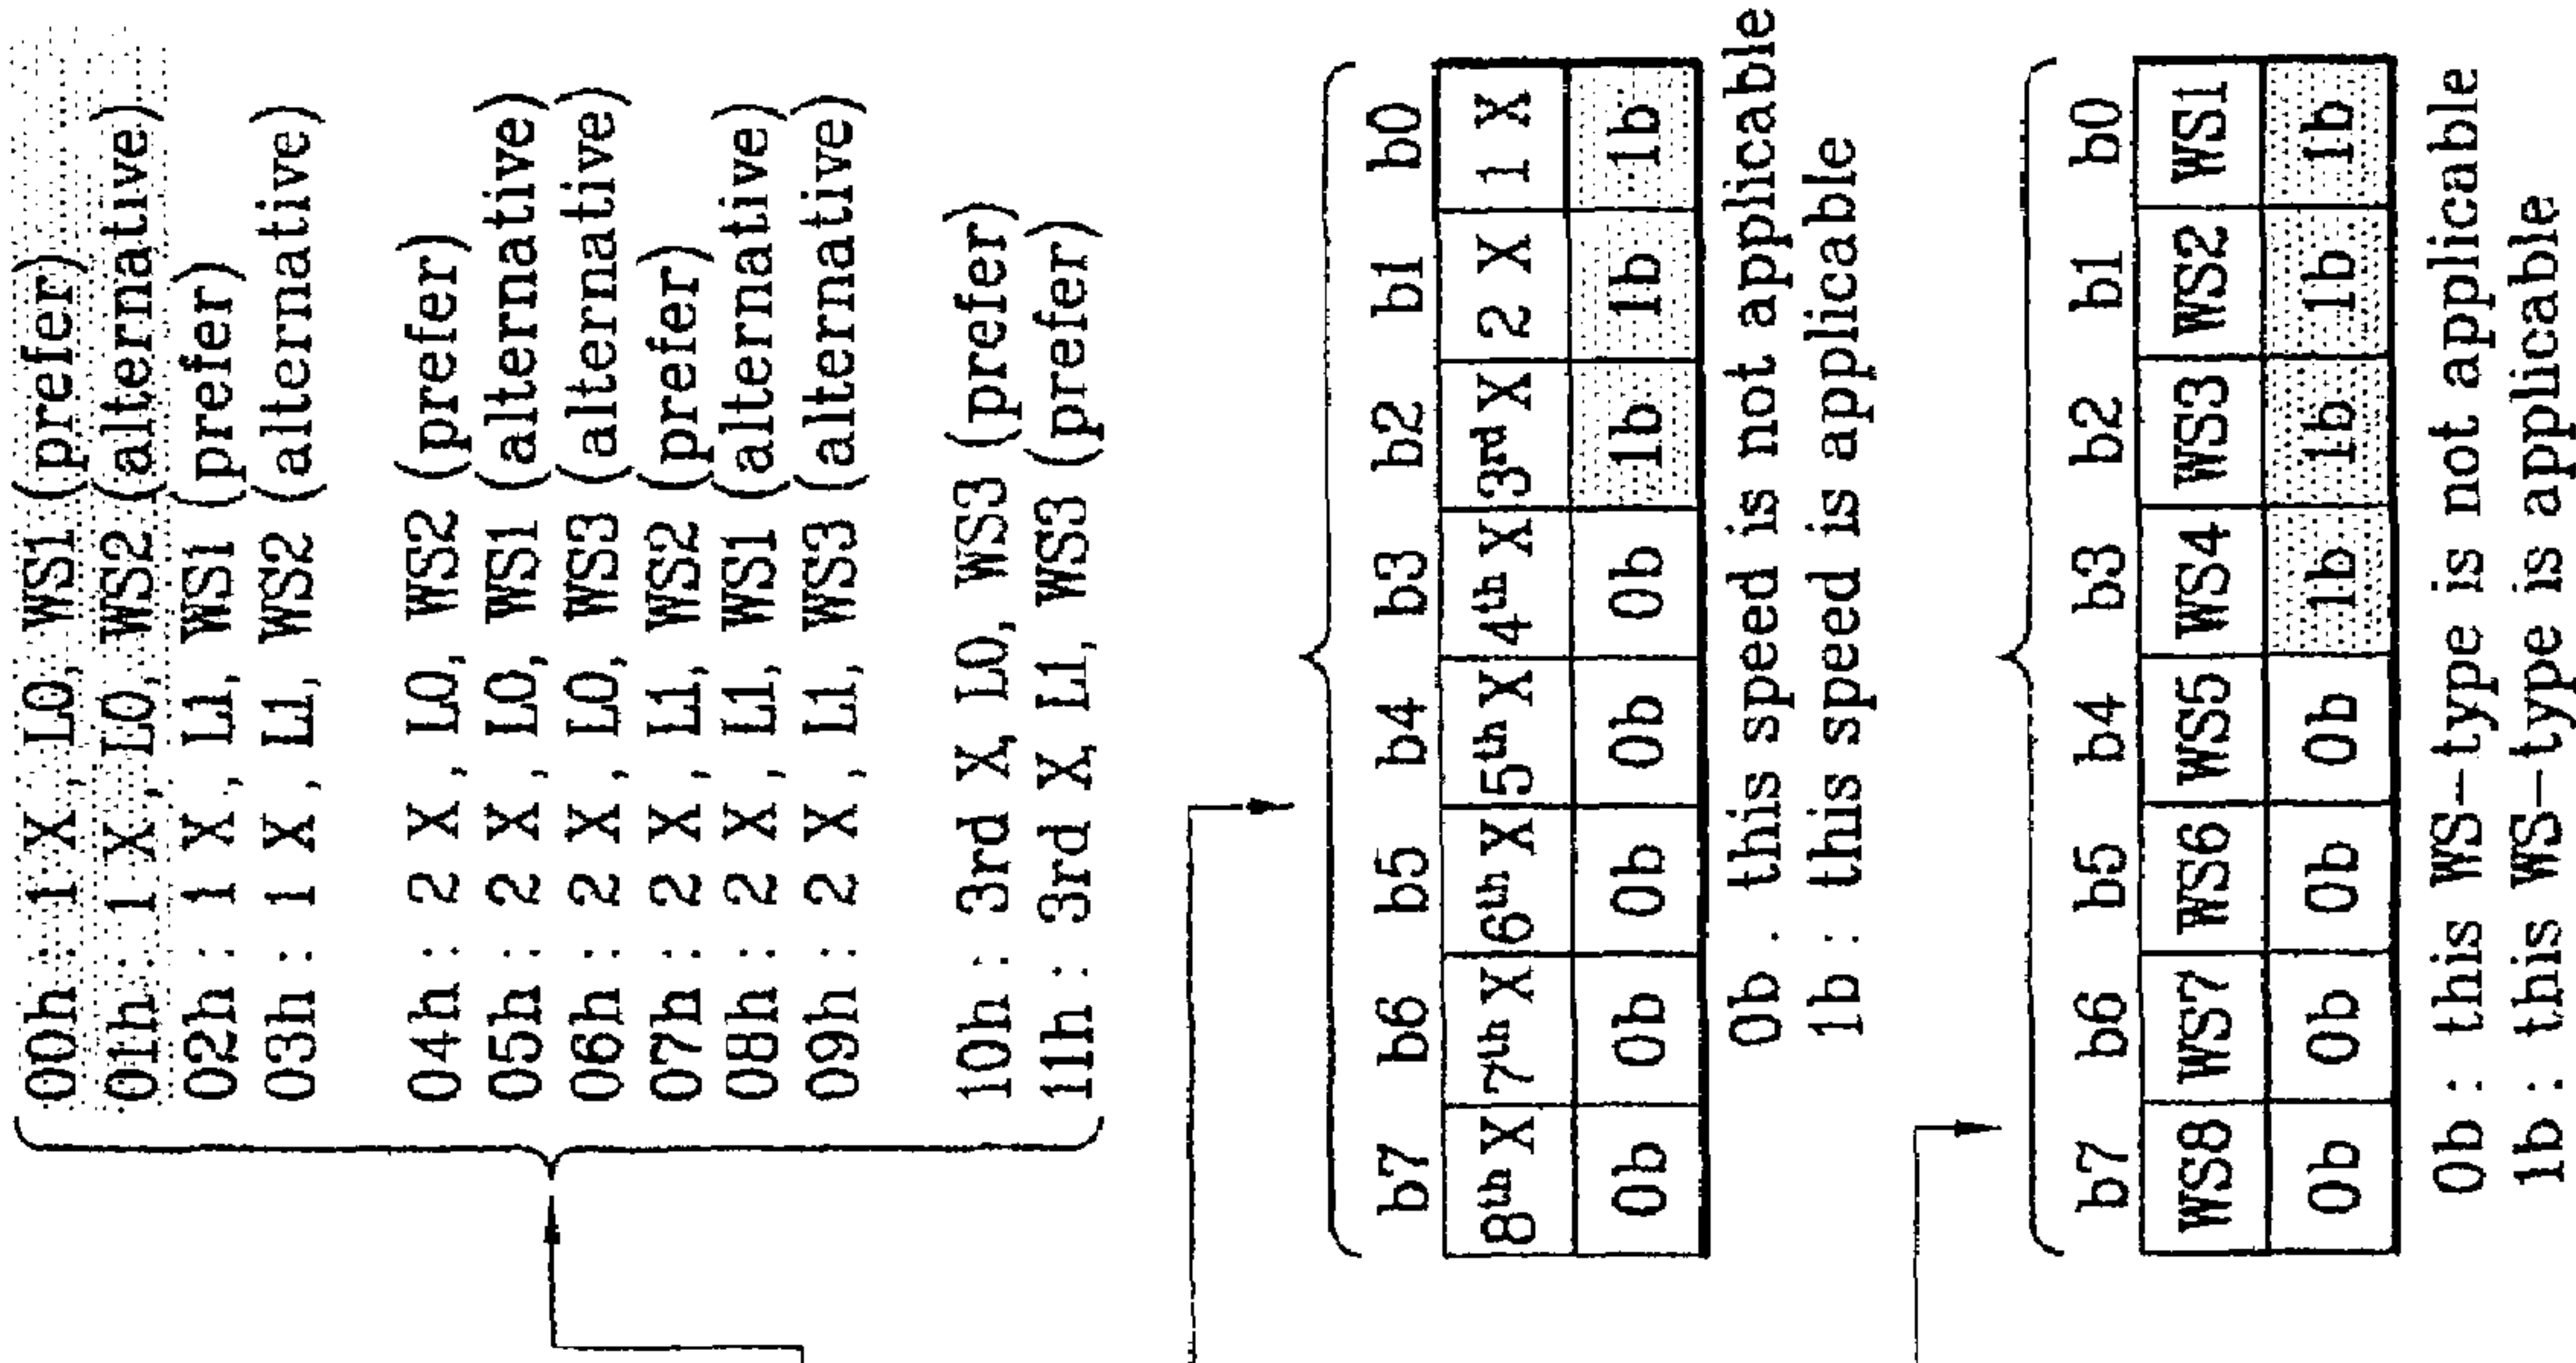 00h : 1 X , L0, WS1 (prefer)
01h : 1 X , L0, WS2 (alternative)
02h : 1 X , L1, WS1 (prefer)
03h : 1 X , L1, WS2 (alternative)
04h : 2 X , L0, WS2 (prefer)
05h : 2 X , L0, WS1 (alternative)
06h : 2 X , L0, WS3 (alternative)
07h : 2 X , L1, WS2 (prefer)
08h : 2 X , L1, WS1 (alternative)
09h : 2 X , L1, WS3 (alternative)
10h : 3rd X, L0, WS3 (prefer)
11h : 3rd X, L1, WS3 (prefer)
b7 b6 b5 b4 b3 b2 b1 b0
8th X 7th X 6th X 5th X 4th X 3rd X 2 X 1 X
0b 0b 0b 0b 0b 1b 1b 1b
0b : this speed is not applicable
1b : this speed is applicable
b7 b6 b5 b4 b3 b2 b1 b0
WS8 WS7 WS6 WS5 WS4 WS3 WS2 WS1
0b 0b 0b 0b 1b 1b 1b 1b
0b : this WS-type is not applicable
1b : this WS-type is applicable